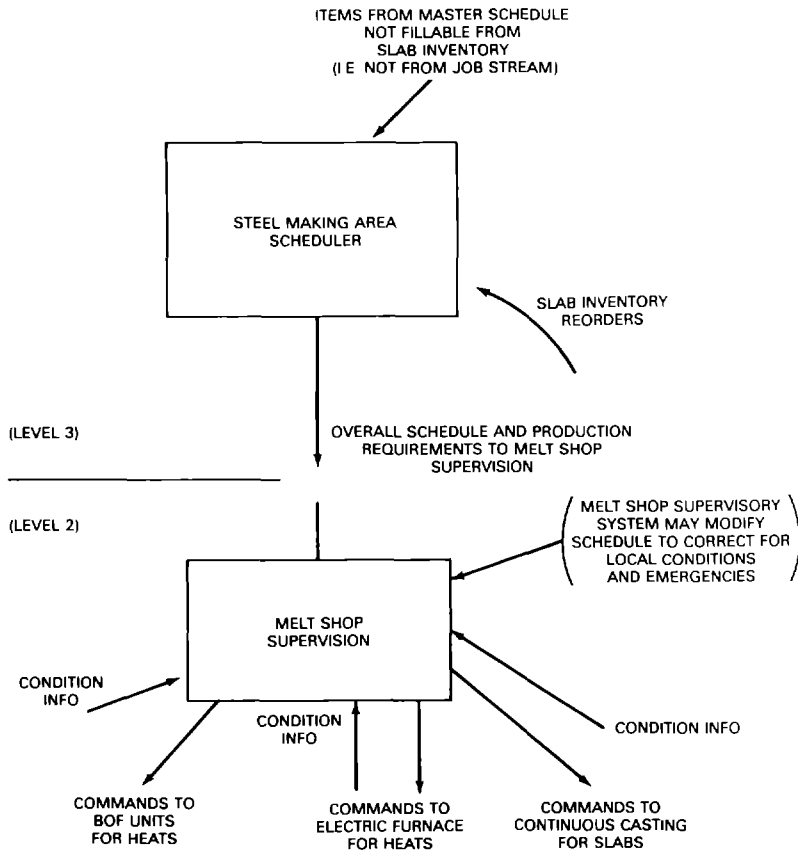 ITEMS FROM MASTER SCHEDULE
NOT FILLABLE FROM
SLAB INVENTORY
(I E NOT FROM JOB STREAM)
STEEL MAKING AREA
SCHEDULER
SLAB INVENTORY
REORDERS
(LEVEL 3)
OVERALL SCHEDULE AND PRODUCTION
REQUIREMENTS TO MELT SHOP
SUPERVISION
(LEVEL 2)
MELT SHOP SUPERVISORY
SYSTEM MAY MODIFY
SCHEDULE TO CORRECT FOR
LOCAL CONDITIONS
AND EMERGENCIES
MELT SHOP
SUPERVISION
CONDITION
INFO
CONDITION
INFO
CONDITION INFO
COMMANDS TO
BOF UNITS
FOR HEATS
COMMANDS TO
ELECTRIC FURNACE
FOR HEATS
COMMANDS TO
CONTINUOUS CASTING
FOR SLABS